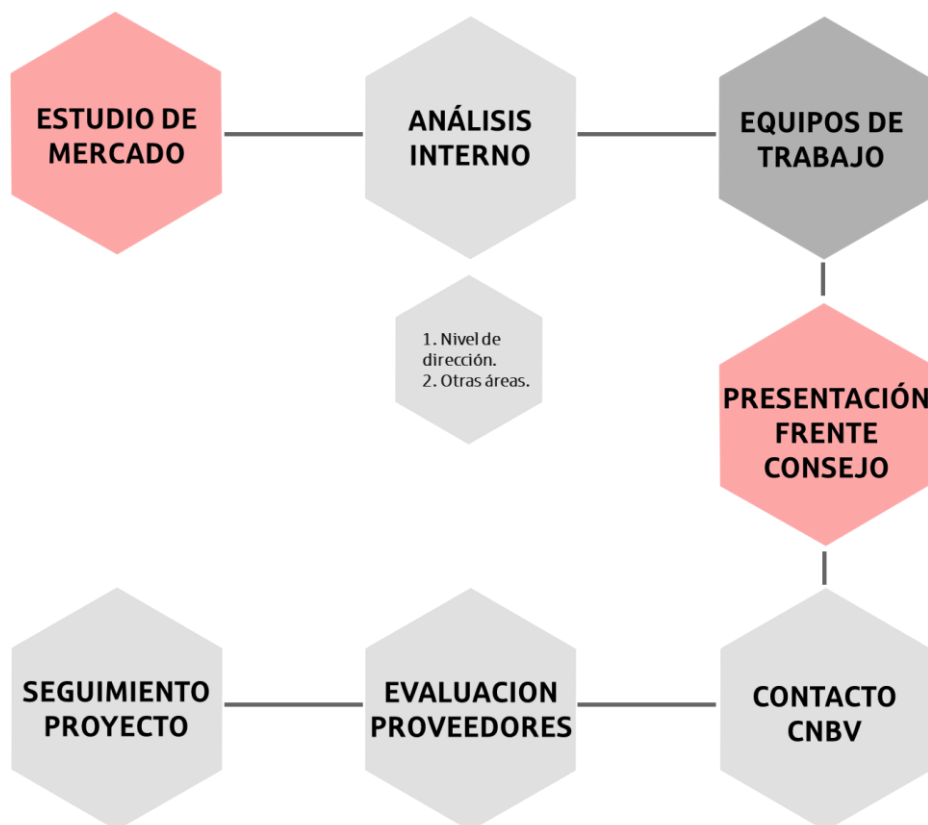 ESTUDIO DE
MERCADO
ANÁLISIS
INTERNO
EQUIPOS DE
TRABAJO
1. Nivel de
dirección.
2. Otras áreas.
PRESENTACIÓN
FRENTE
CONSEJO
SEGUIMIENTO
PROYECTO
EVALUACION
PROVEEDORES
CONTACTO
CNBV